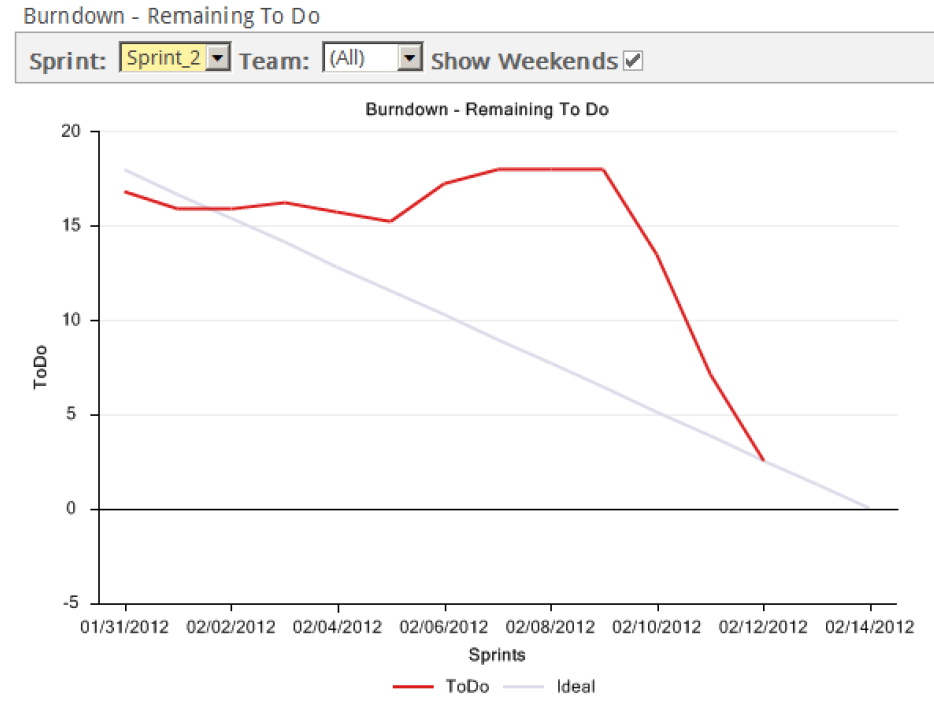 Burndown - Remaining To Do
Sprint: Sprint_2 Team: (All) Show Weekends
Burndown - Remaining To Do
20
15
10
5
0
-5
ToDo
01/31/2012 02/02/2012 02/04/2012 02/06/2012 02/08/2012 02/10/2012 02/12/2012 02/14/2012
Sprints
ToDo Ideal